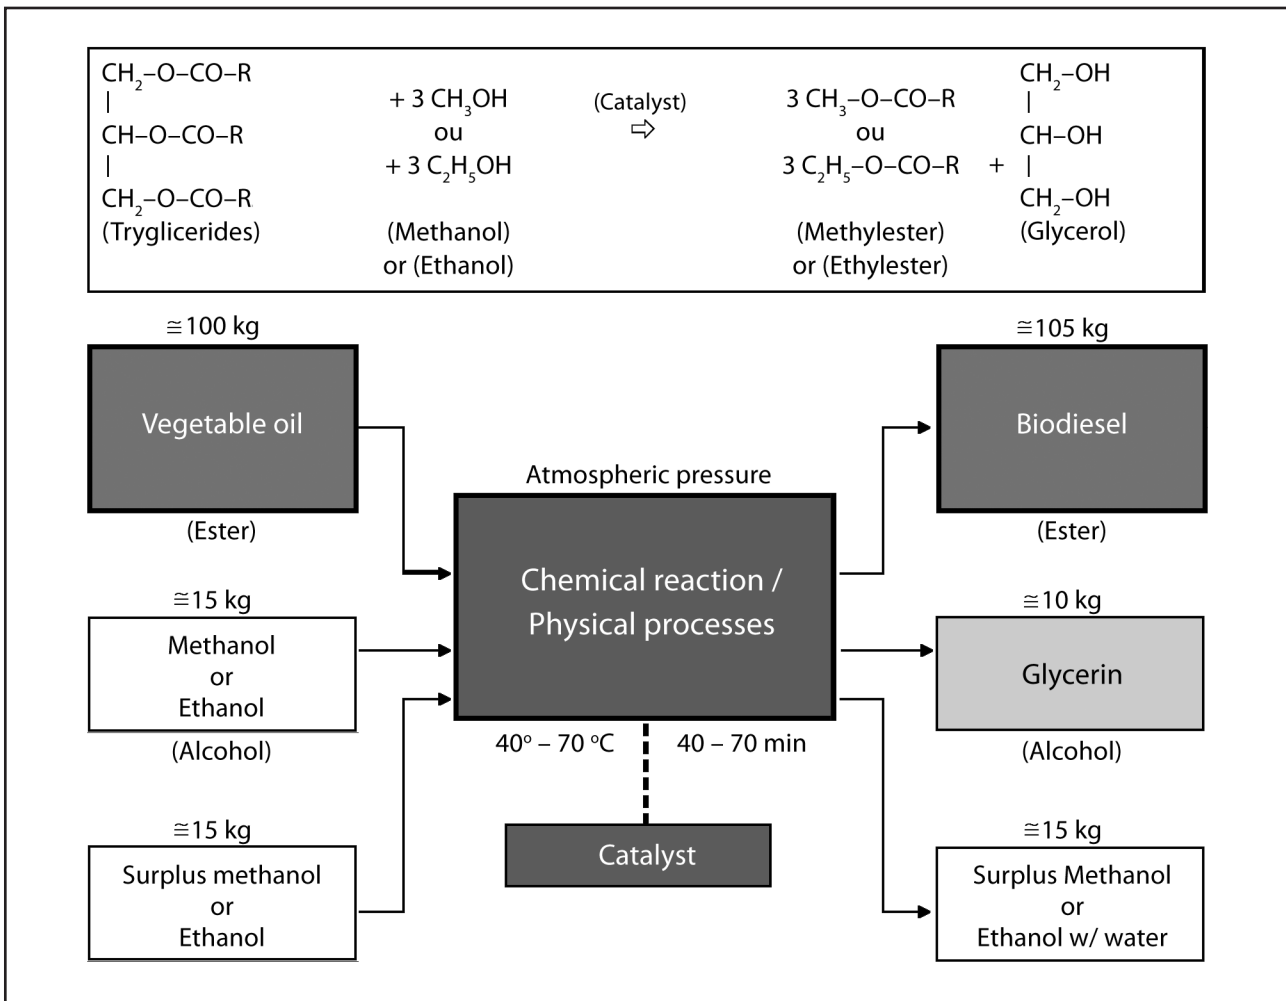 CH₂–O–CO–R
|
CH–O–CO–R
|
CH₂–O–CO–R
(Tryglicerides)
+ 3 CH₃OH
ou
+ 3 C₂H₅OH
(Methanol)
or (Ethanol)
(Catalyst)
⇨
3 CH₃–O–CO–R
ou
3 C₂H₅–O–CO–R
(Methylester)
or (Ethylester)
+
CH₂–OH
|
CH–OH
|
CH₂–OH
(Glycerol)
≅100 kg
Vegetable oil
(Ester)
≅15 kg
Methanol
or
Ethanol
(Alcohol)
≅15 kg
Surplus methanol
or
Ethanol
Atmospheric pressure
Chemical reaction /
Physical processes
40º – 70 ºC
40 – 70 min
Catalyst
≅105 kg
Biodiesel
(Ester)
≅10 kg
Glycerin
(Alcohol)
≅15 kg
Surplus Methanol
or
Ethanol w/ water